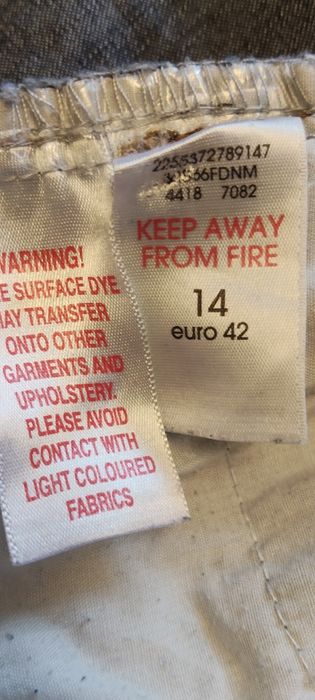 WARNING!
SURFACE DYE
MAY TRANSFER
ONTO OTHER
GARMENTS AND
UPHOLSTERY.
PLEASE AVOID
CONTACT WITH
LIGHT COLOURED
FABRICS
4418 7082
KEEP AWAY
FROM FIRE
14
euro 42